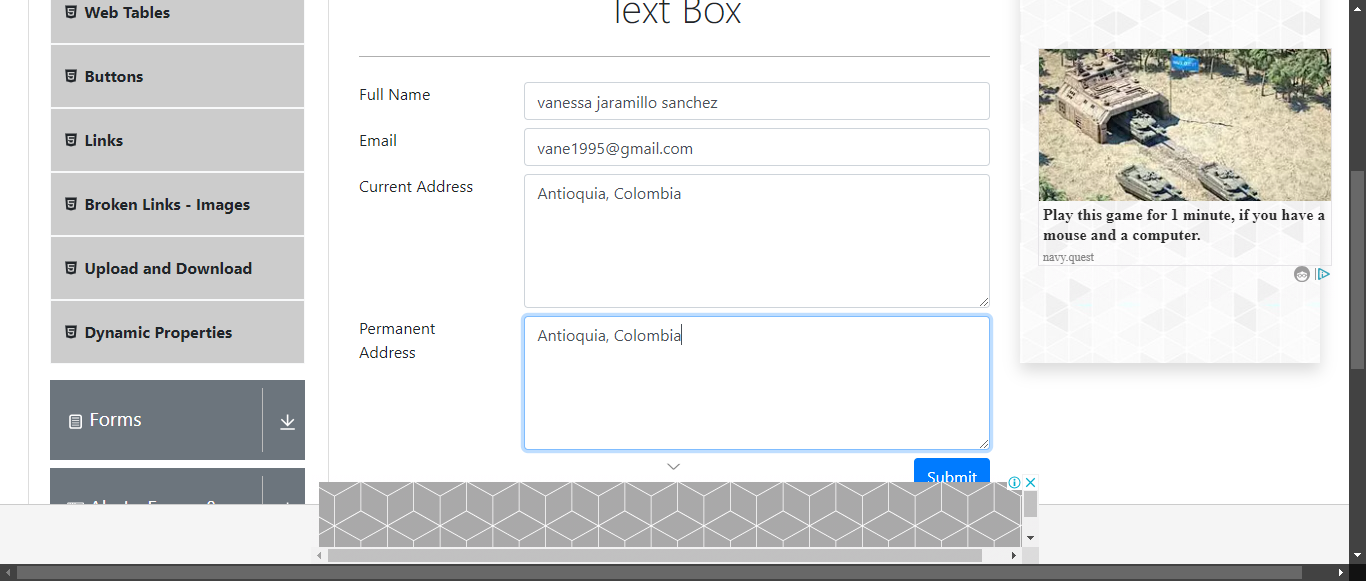 Web Tables
Buttons
Links
Broken Links - Images
Upload and Download
Dynamic Properties
Forms
Text Box
Full Name
vanessa jaramillo sanchez
Email
vane1995@gmail.com
Current Address
Antioquia, Colombia
Permanent
Address
Antioquia, Colombia
Submit
Play this game for 1 minute, if you have a
mouse and a computer.
navy.quest